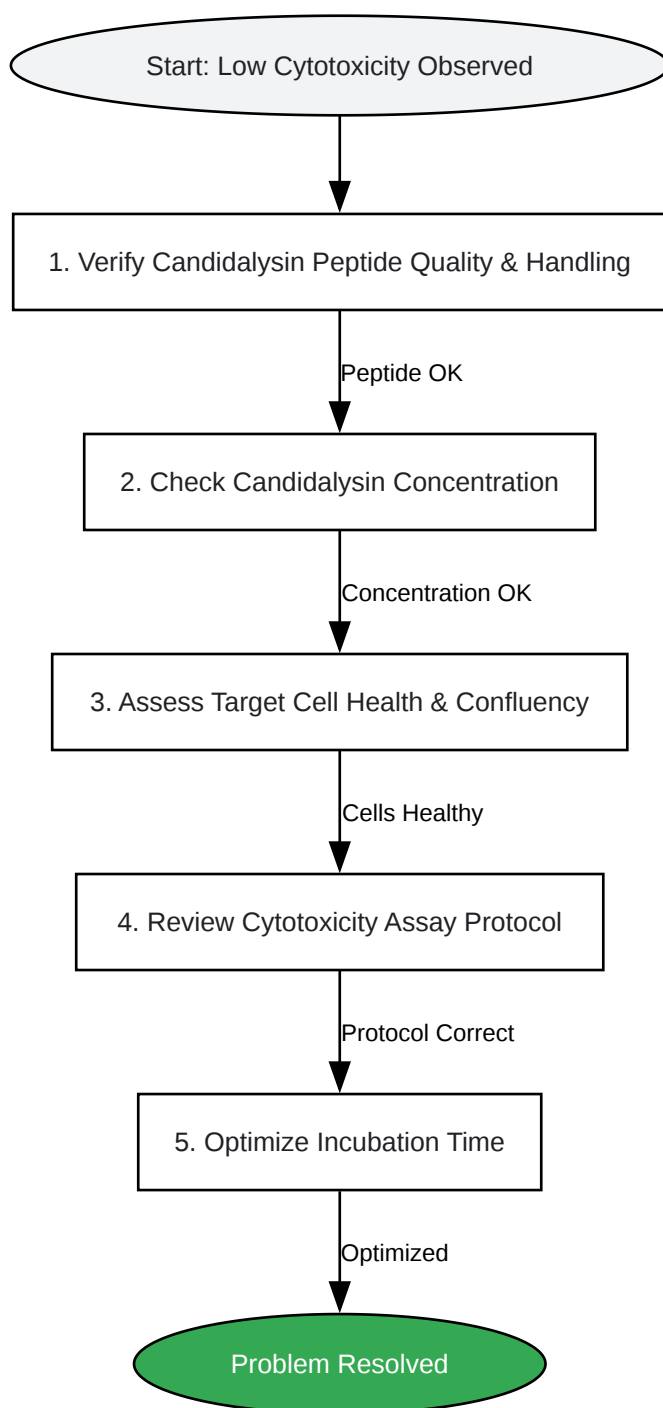 Start: Low Cytotoxicity Observed
1. Verify Candidalysin Peptide Quality & Handling
Peptide OK
2. Check Candidalysin Concentration
Concentration OK
3. Assess Target Cell Health & Confluency
Cells Healthy
4. Review Cytotoxicity Assay Protocol
Protocol Correct
5. Optimize Incubation Time
Optimized
Problem Resolved